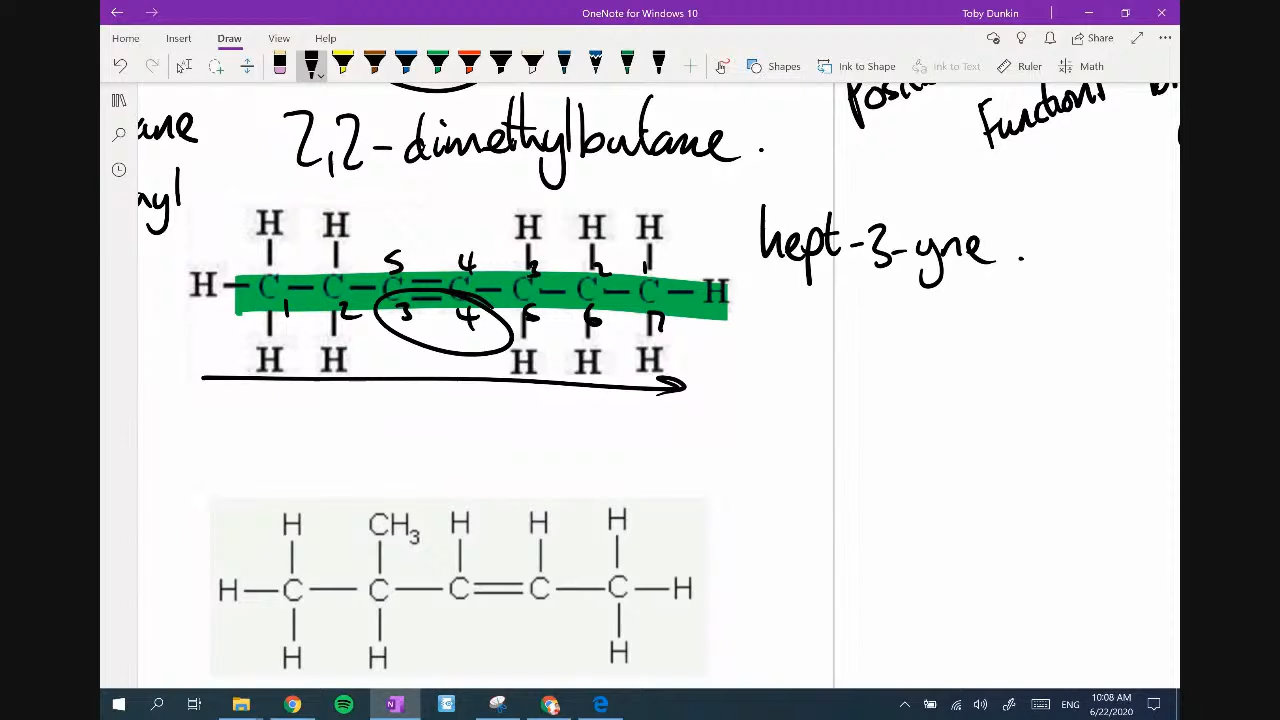 OneNote for Windows 10
Toby Dunkin
Home Insert Draw View Help
Share
Shapes Ink to Shape Ink to Text Ruler Math
ane
2,2-dimethylbutane.
Functions
yl
H H H H H
5 4 3 2 1
H C C C C C C C H
1 2 3 4 5 6 7
H H H H H
hept-3-yne.
H CH3 H H H
H C C C C C H
H H H
ENG
10:08 AM
6/22/2020